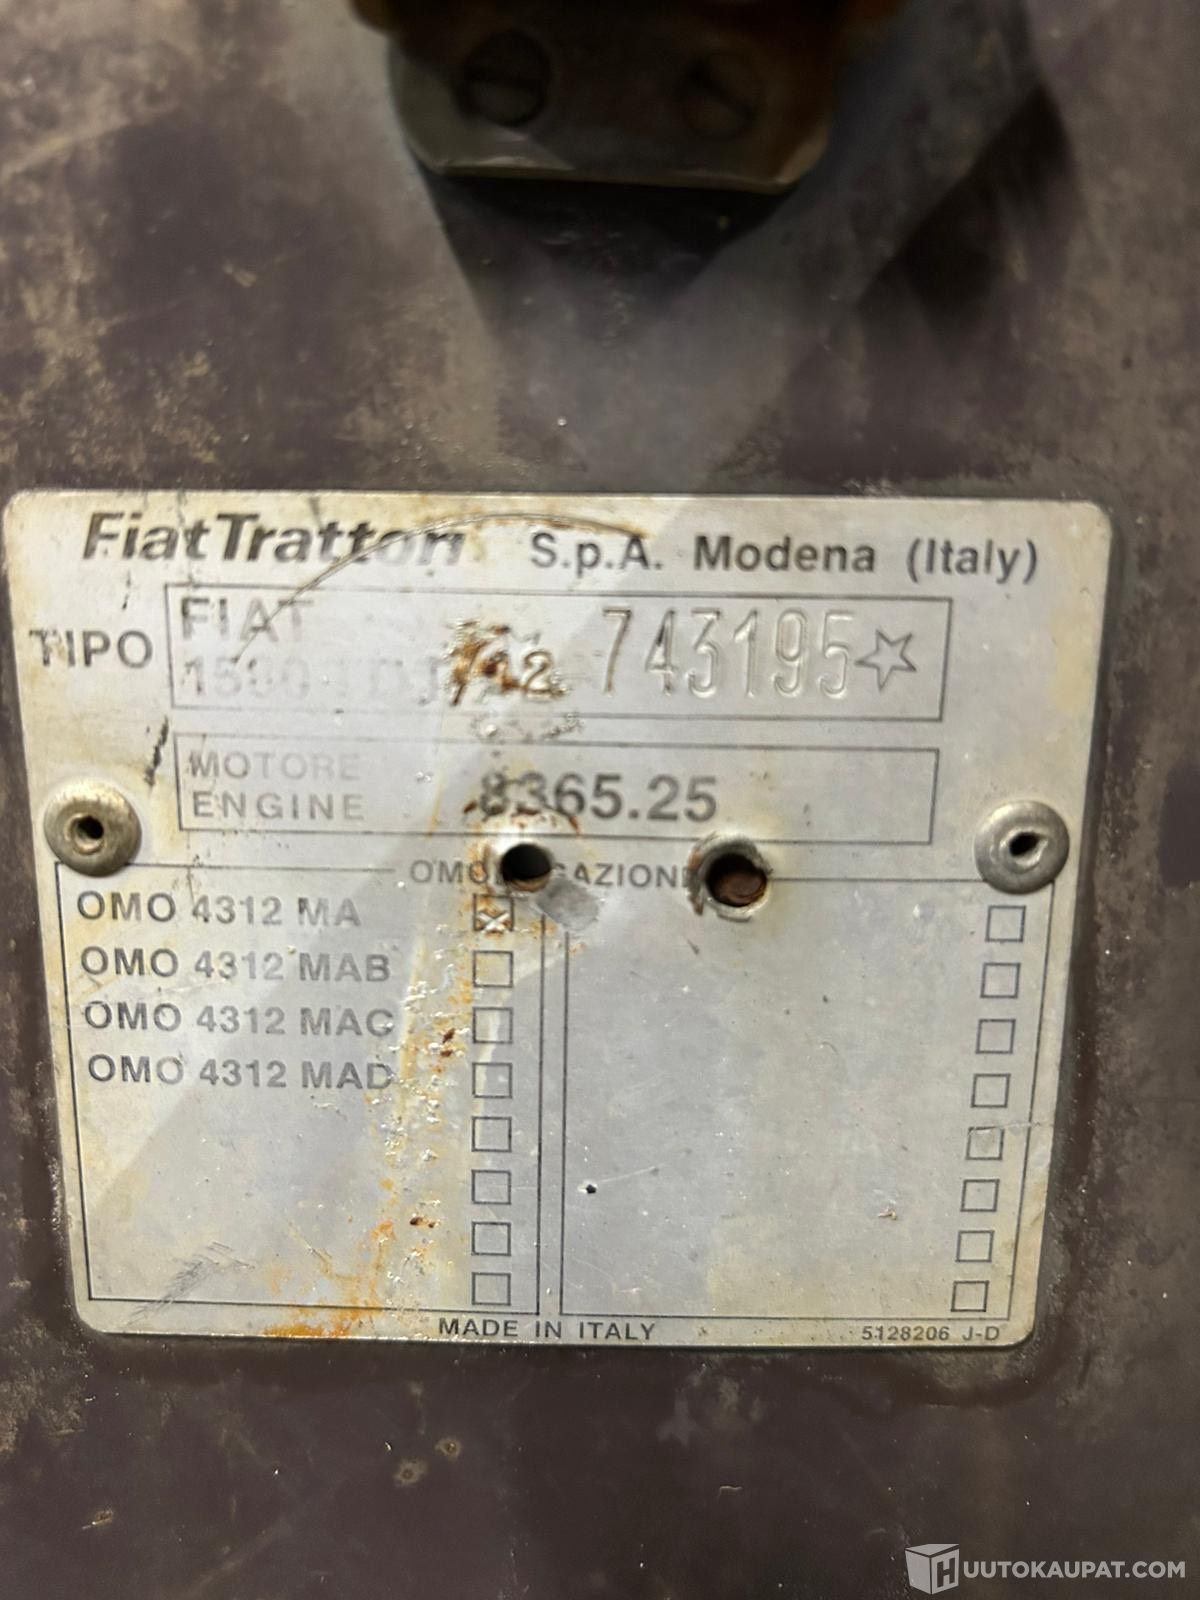 FiatTrattori S.p.A. Modena (Italy)
TIPO
FIAT
743195☆
MOTORE
ENGINE 8365.25
OMO 4312 MA
OMO 4312 MAB
OMO 4312 MAC
OMO 4312 MAD
MADE IN ITALY
5128206 J-D
HUUTOKAUPAT.COM